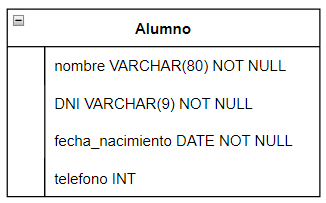 Alumno
nombre VARCHAR(80) NOT NULL
DNI VARCHAR(9) NOT NULL
fecha_nacimiento DATE NOT NULL
telefono INT